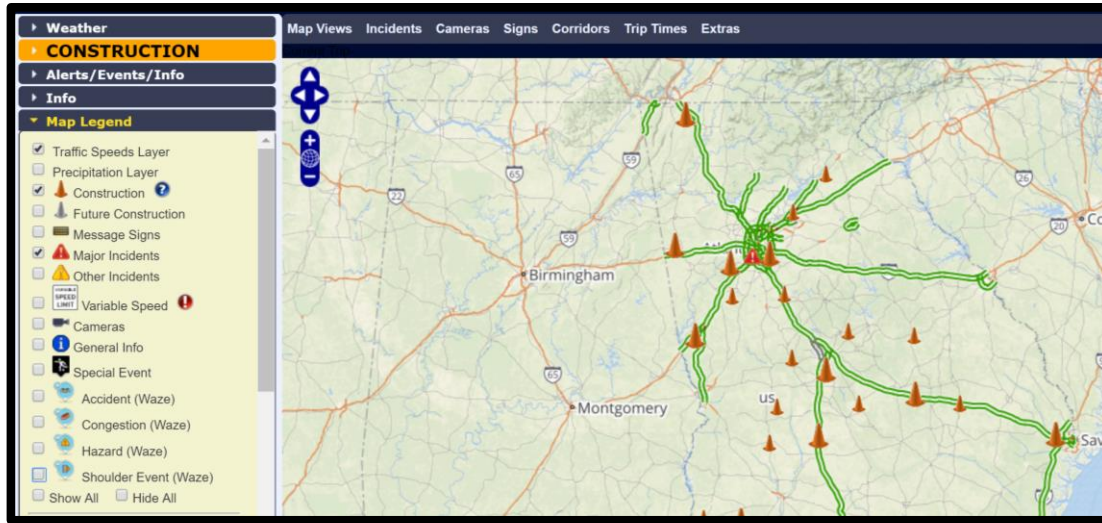 Weather
CONSTRUCTION
Alerts/Events/Info
Info
Map Legend
Traffic Speeds Layer
Precipitation Layer
Construction
Future Construction
Message Signs
Major Incidents
Other Incidents
SPEED
LIMIT
Variable Speed
Cameras
General Info
Special Event
Accident (Waze)
Congestion (Waze)
Hazard (Waze)
Shoulder Event (Waze)
Show All Hide All
Map Views Incidents Cameras Signs Corridors Trip Times Extras
59
65
22
26
20
Co
59
Birmingham
65
Montgomery
us
Sav